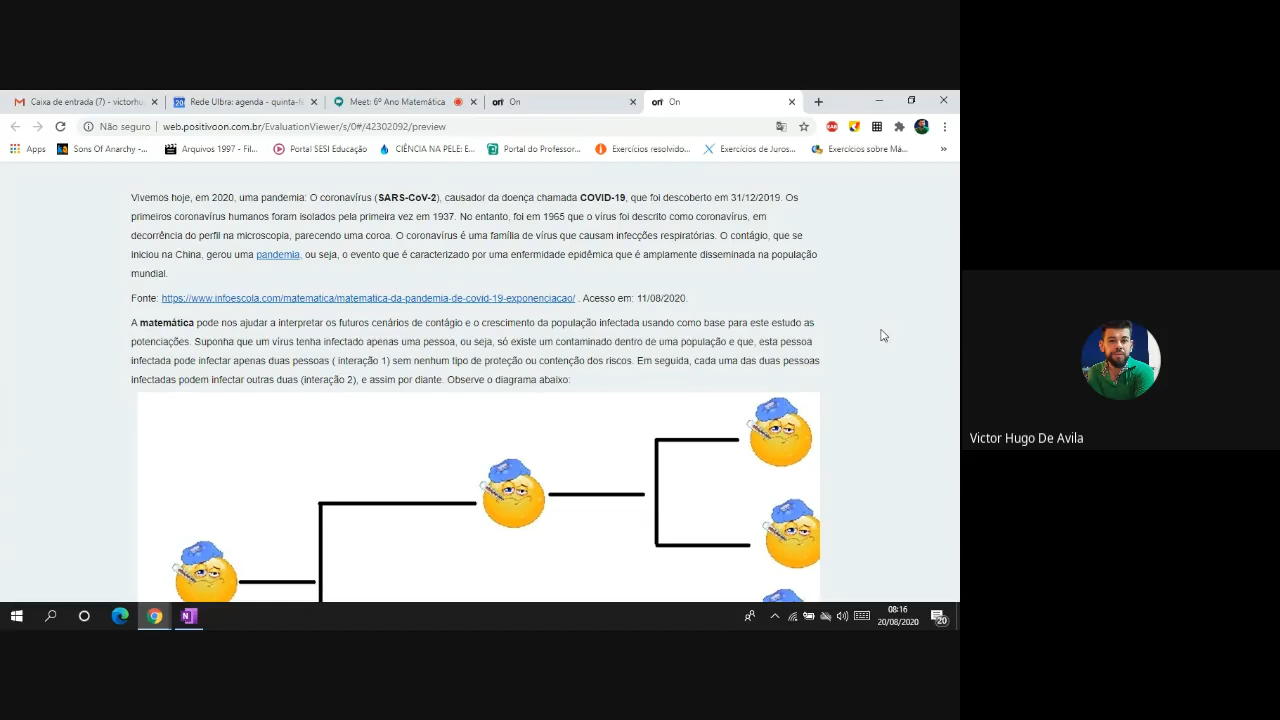 Caixa de entrada (7) - victorhu
Rede Ulbra: agenda - quinta-fe
Meet: 6º Ano Matemática
On
On
Não seguro
web.positivoon.com.br/EvaluationViewer/s/0#/42302092/preview
Apps
Sons Of Anarchy -...
Arquivos 1997 - Fil...
Portal SESI Educação
CIÊNCIA NA PELE: E...
Portal do Professor...
Exercícios resolvido...
Exercícios de Juros...
Exercícios sobre Má...
»
Vivemos hoje, em 2020, uma pandemia: O coronavírus (SARS-CoV-2), causador da doença chamada COVID-19, que foi descoberto em 31/12/2019. Os
primeiros coronavírus humanos foram isolados pela primeira vez em 1937. No entanto, foi em 1965 que o vírus foi descrito como coronavírus, em
decorrência do perfil na microscopia, parecendo uma coroa. O coronavírus é uma família de vírus que causam infecções respiratórias. O contágio, que se
iniciou na China, gerou uma pandemia, ou seja, o evento que é caracterizado por uma enfermidade epidêmica que é amplamente disseminada na população
mundial.
Fonte: https://www.infoescola.com/matematica/matematica-da-pandemia-de-covid-19-exponenciacao/ . Acesso em: 11/08/2020.
A matemática pode nos ajudar a interpretar os futuros cenários de contágio e o crescimento da população infectada usando como base para este estudo as
potenciações. Suponha que um vírus tenha infectado apenas uma pessoa, ou seja, só existe um contaminado dentro de uma população e que, esta pessoa
infectada pode infectar apenas duas pessoas ( interação 1) sem nenhum tipo de proteção ou contenção dos riscos. Em seguida, cada uma das duas pessoas
infectadas podem infectar outras duas (interação 2), e assim por diante. Observe o diagrama abaixo:
Victor Hugo De Avila
08:16
20/08/2020
20